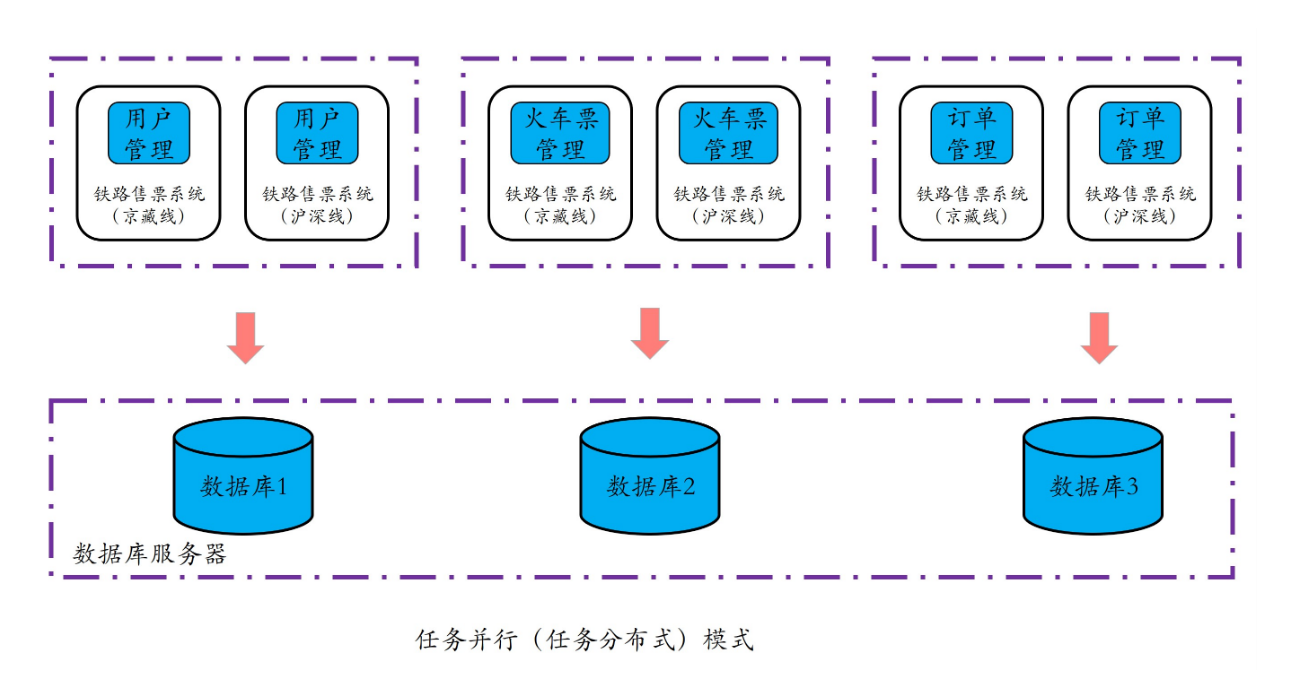 用户
管理
铁路售票系统
(京藏线)
用户
管理
铁路售票系统
(沪深线)
火车票
管理
铁路售票系统
(京藏线)
火车票
管理
铁路售票系统
(沪深线)
订单
管理
铁路售票系统
(京藏线)
订单
管理
铁路售票系统
(沪深线)
数据库1
数据库2
数据库3
数据库服务器
任务并行（任务分布式）模式